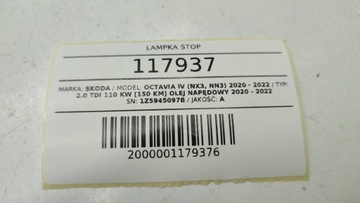 LAMPKA STOP
117937
MARKA: SKODA / MODEL: OCTAVIA IV (NX3, NN3) 2020 - 2022 / TYP:
2.0 TDI 110 KW [150 KM] OLEJ NAPĘDOWY 2020 - 2022
SN: 1Z5945097B / JAKOŚĆ: A
2000001179376